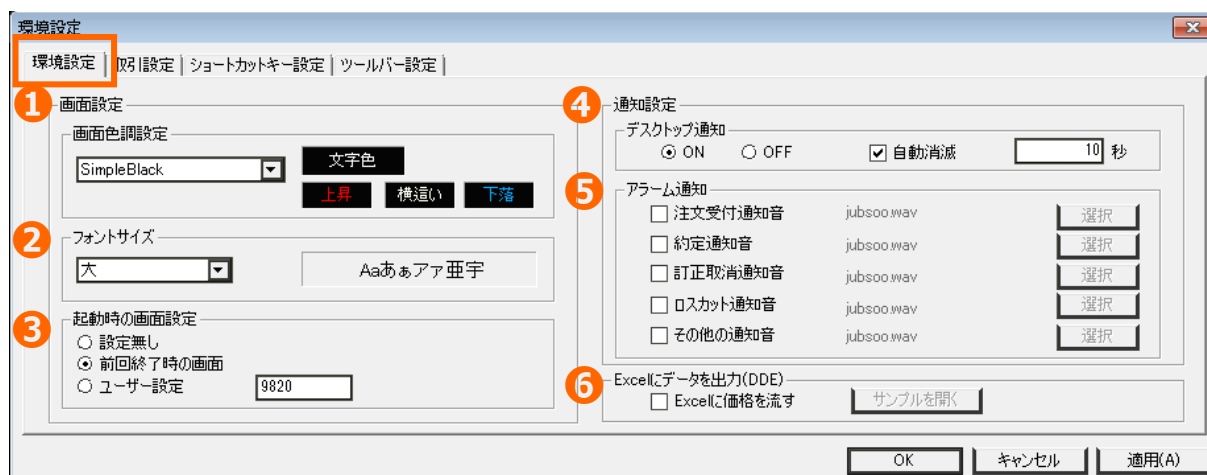 環境設定
環境設定 取引設定 ショートカットキー設定 ツールバー設定
1 画面設定
画面色調設定
SimpleBlack 文字色
上昇 横這い 下落
2 フォントサイズ
大 Aaあぁアァ亜宇
3 起動時の画面設定
設定無し
前回終了時の画面
ユーザー設定 9820
4 通知設定
デスクトップ通知
ON OFF 自動消滅 10 秒
5 アラーム通知
注文受付通知音 jubsoo.wav 選択
約定通知音 jubsoo.wav 選択
訂正取消通知音 jubsoo.wav 選択
ロスカット通知音 jubsoo.wav 選択
その他の通知音 jubsoo.wav 選択
6 Excelにデータを出力(DDE)
Excelに価格を流す サンプルを開く
OK キャンセル 適用(A)